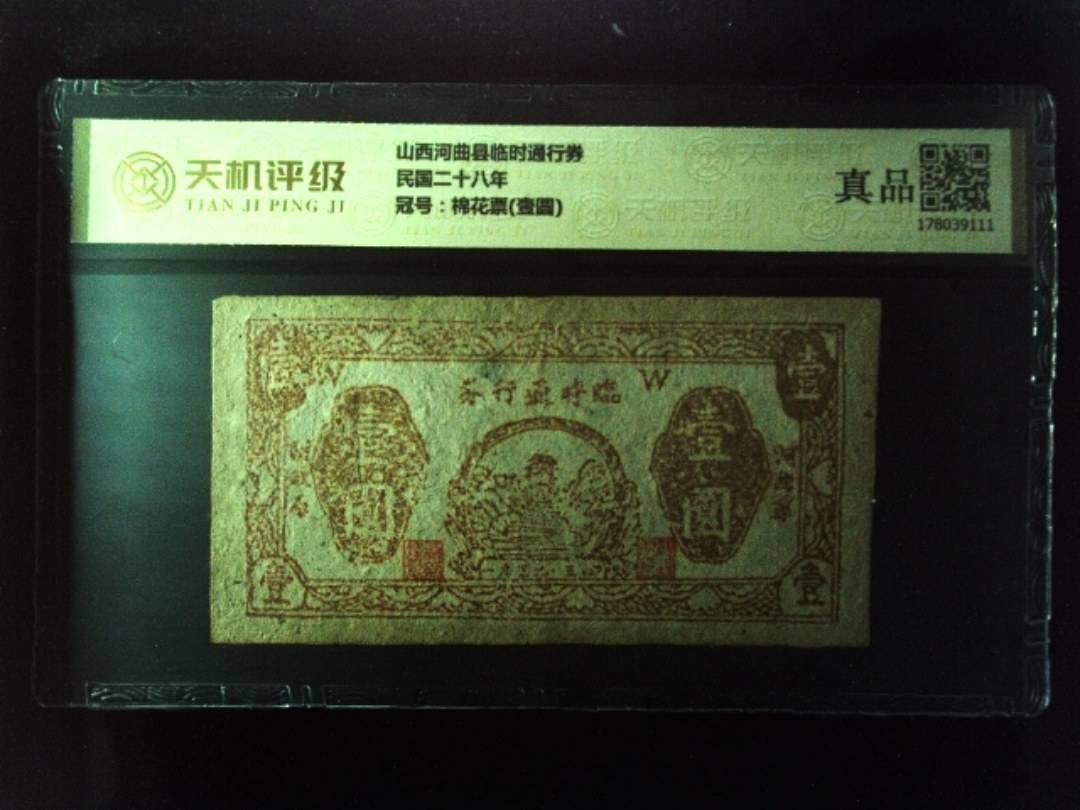 天机评级
TIAN JI PING JI
山西河曲县临时通行券
民国二十八年
冠号：棉花票(壹圆)
真品
178039111
臨時通行券
W W
壹 壹
壹圓 壹圓
壹 壹